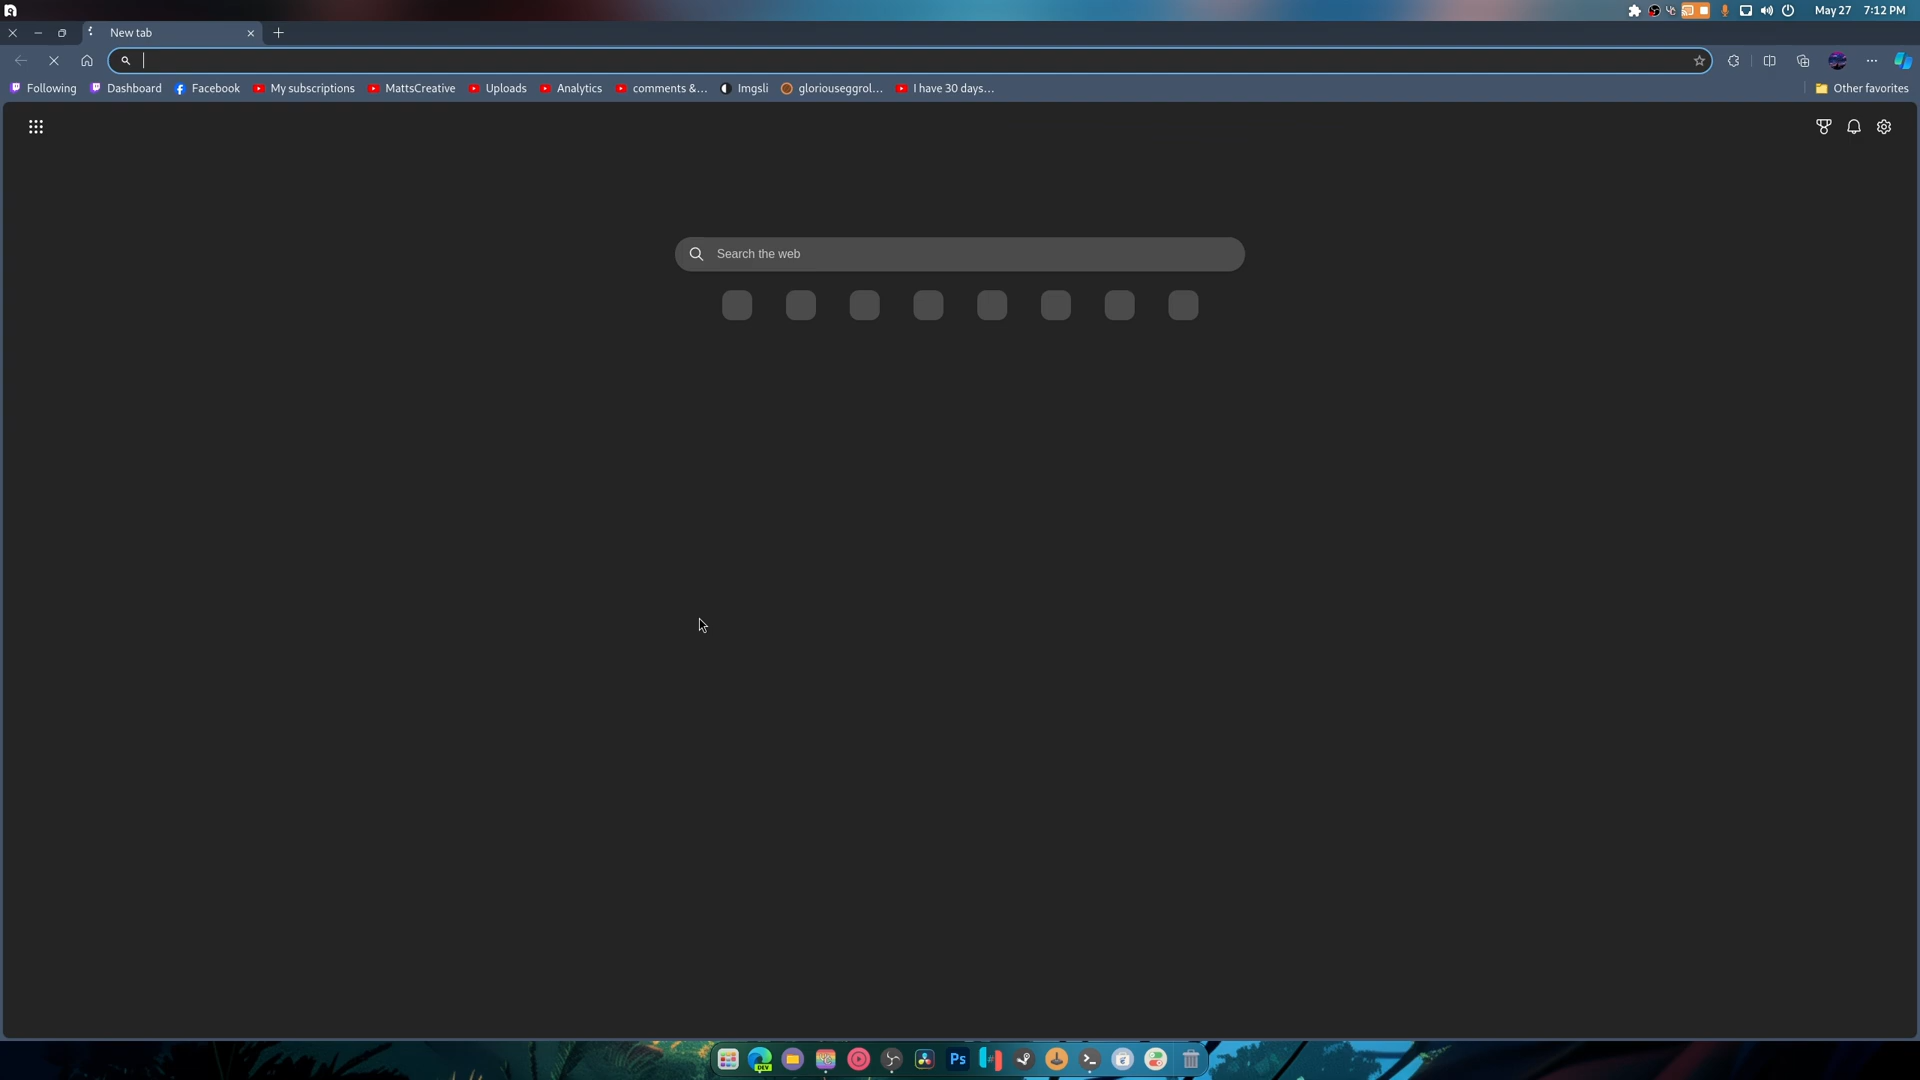 May 27 7:12 PM
New tab
Following Dashboard Facebook My subscriptions MattsCreative Uploads Analytics comments &... Imgsli gloriouseggrol... I have 30 days... Other favorites
Search the web
DEV Ps